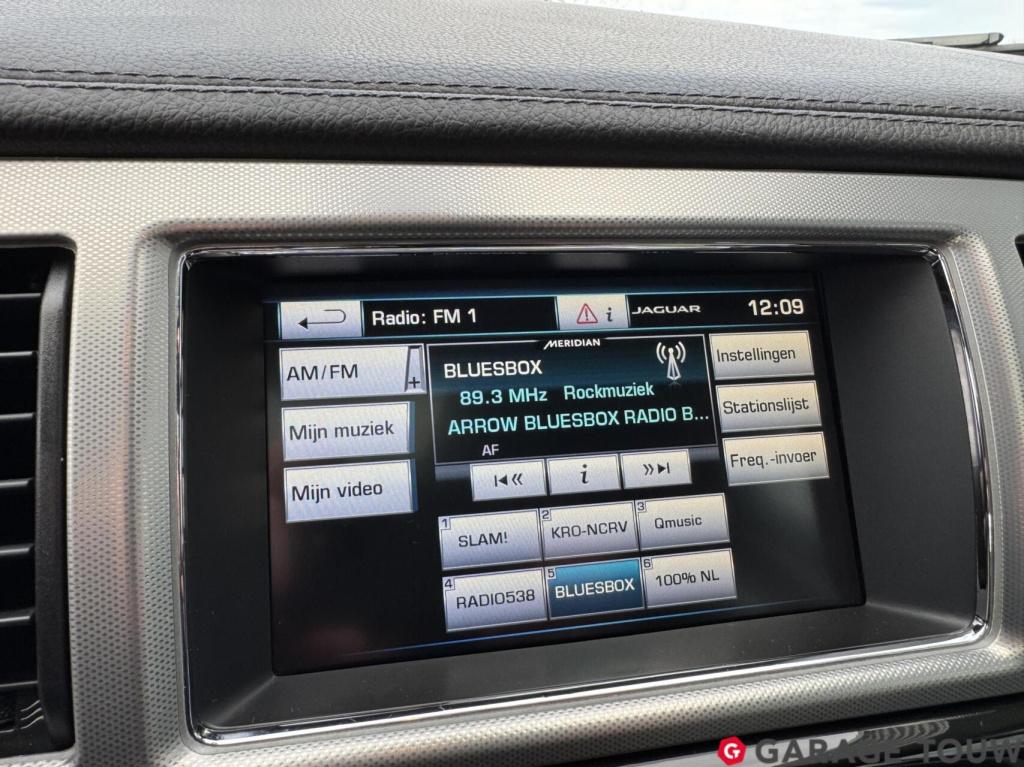 Radio: FM 1
i
JAGUAR
12:09
AM/FM
+
Mijn muziek
Mijn video
MERIDIAN
BLUESBOX
89.3 MHz Rockmuziek
ARROW BLUESBOX RADIO B...
AF
i
Instellingen
Stationslijst
Freq.-invoer
1 SLAM!
2 KRO-NCRV
3 Qmusic
4 RADIO538
5 BLUESBOX
6 100% NL
GARAGE TOUW